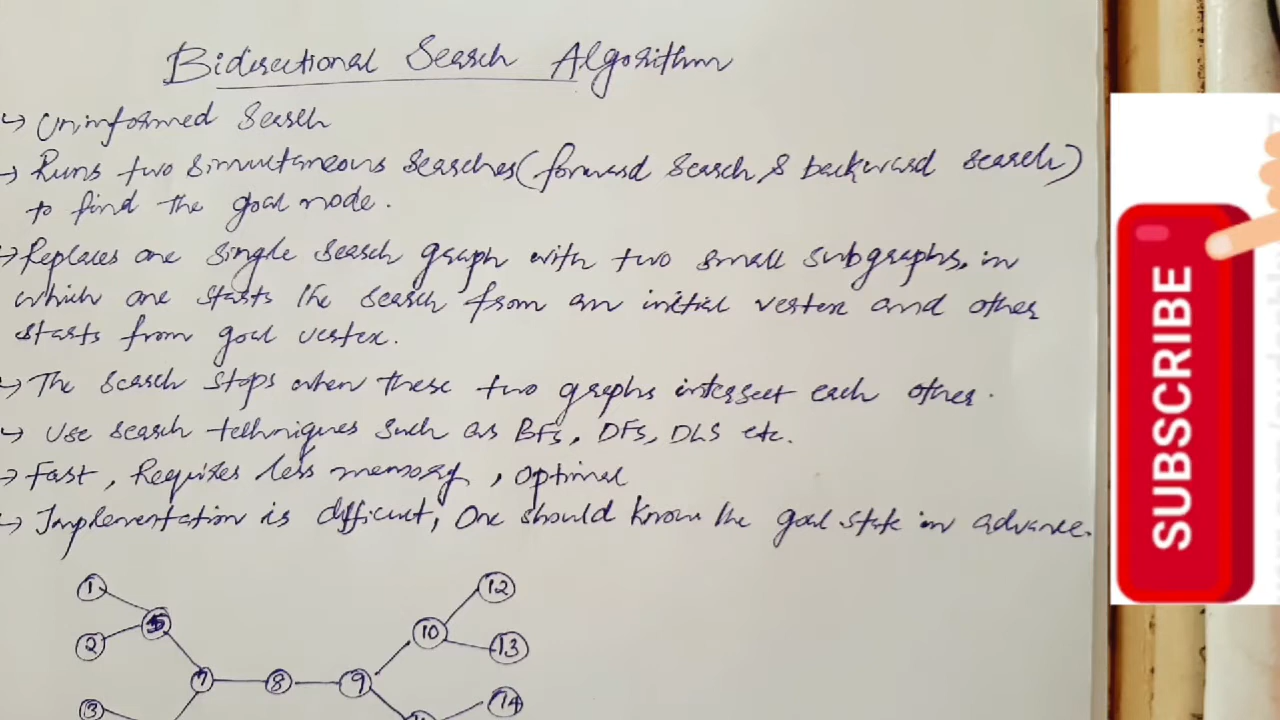 Bidirectional Search Algorithm
↳ Uninformed Search
→ Runs two simultaneous searches (forward search & backward search)
to find the goal node.
→ Replaces one single search graph with two small subgraphs, in
which one starts the search from an initial vertex and other
starts from goal vertex.
→ The search stops when these two graphs intersect each other.
↳ Use search techniques such as BFS, DFS, DLS etc.
→ Fast, Requires less memory, optimal
→ Implementation is difficult, One should know the goal state in advance.
1
12
2
10
13
7
8
9
3
14
SUBSCRIBE